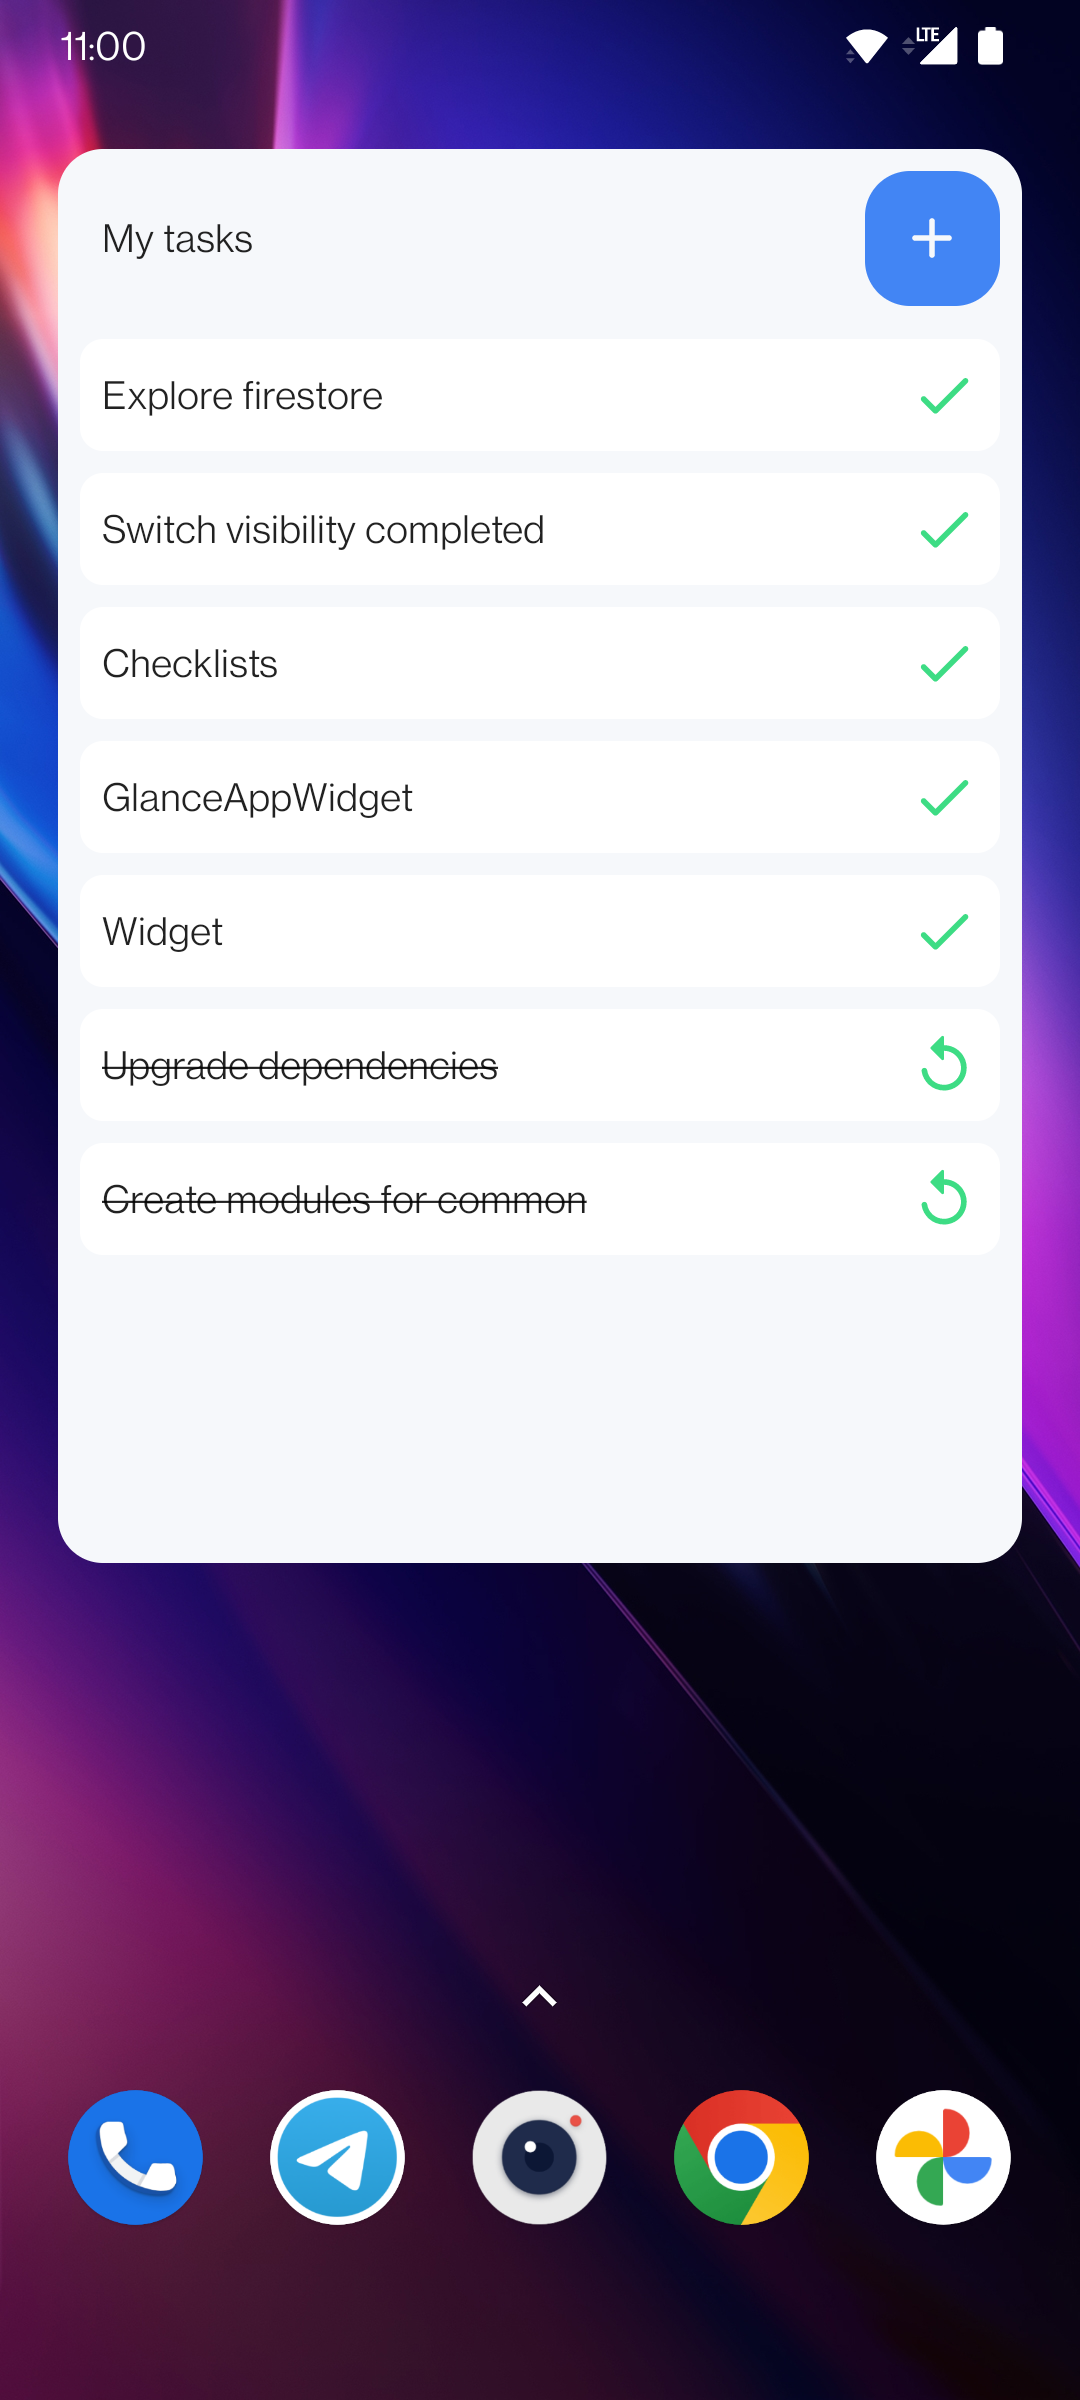 11:00
LTE
My tasks
Explore firestore
Switch visibility completed
Checklists
GlanceAppWidget
Widget
Upgrade dependencies
Create modules for common